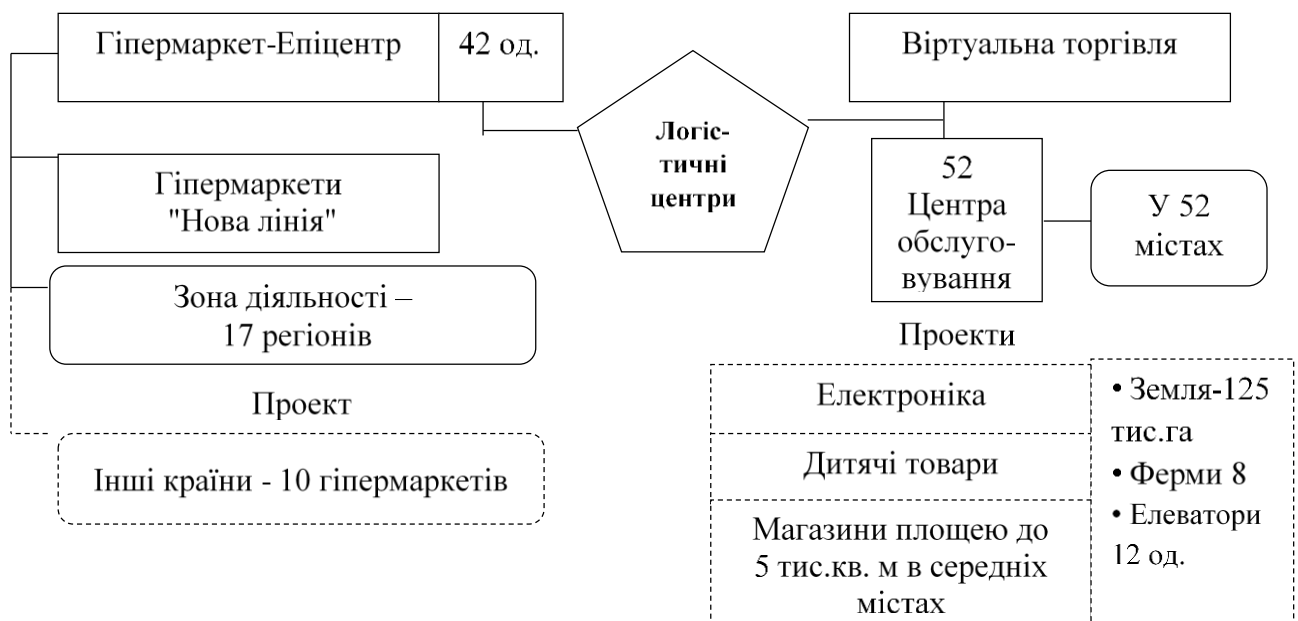 Гіпермаркет-Епіцентр
42 од.
Гіпермаркети
"Нова лінія"
Зона діяльності –
17 регіонів
Проект
Інші країни - 10 гіпермаркетів
Логіс-
тичні
центри
Віртуальна торгівля
52
Центра
обслуго-
вування
У 52
містах
Проекти
Електроніка
Дитячі товари
Магазини площею до
5 тис.кв. м в середніх
містах
• Земля-125
тис.га
• Ферми 8
• Елеватори
12 од.